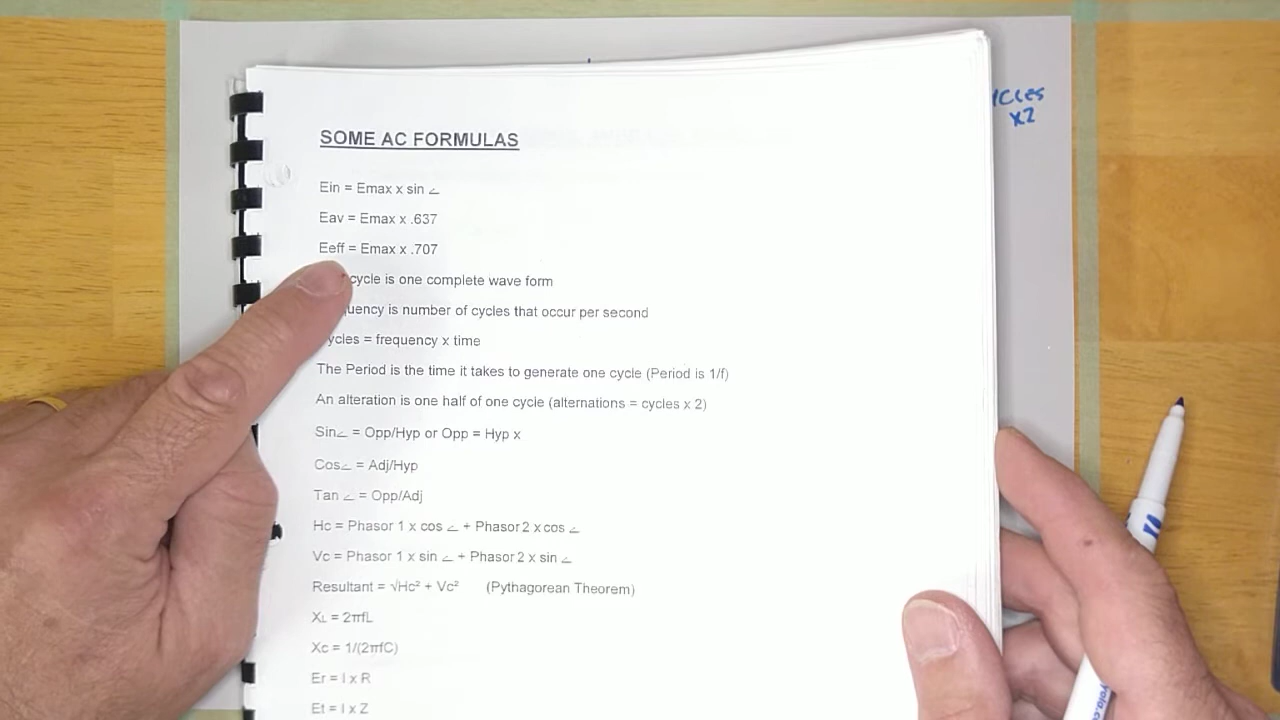 SOME AC FORMULAS
Ein = Emax x sin ∠
Eav = Emax x .637
Eeff = Emax x .707
cycle is one complete wave form
is number of cycles that occur per second
= frequency x time
The Period is the time it takes to generate one cycle (Period is 1/f)
An alteration is one half of one cycle (alternations = cycles x 2)
Sin∠ = Opp/Hyp or Opp = Hyp x
Cos∠ = Adj/Hyp
Tan ∠ = Opp/Adj
Hc = Phasor 1 x cos ∠ + Phasor 2 x cos ∠
Vc = Phasor 1 x sin ∠ + Phasor 2 x sin ∠
Resultant = √Hc² + Vc² (Pythagorean Theorem)
XL = 2πfL
Xc = 1/(2πfC)
Er = I x R
Et = I x Z
x2